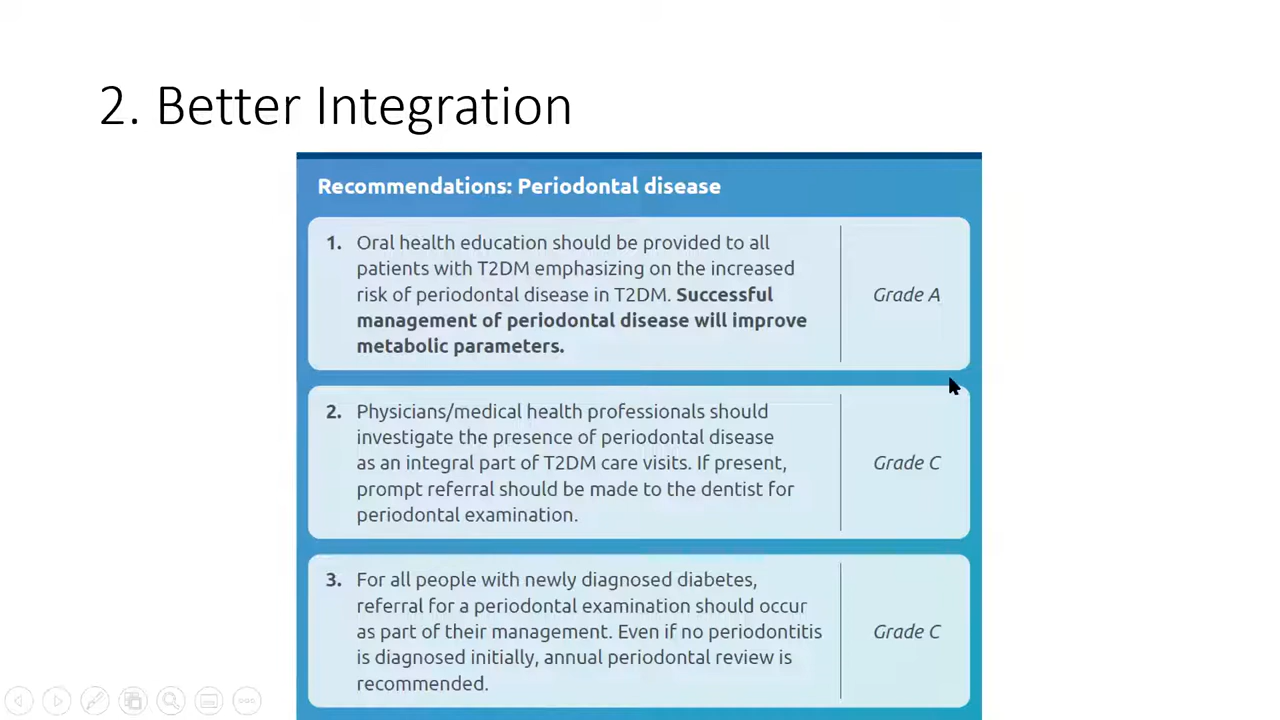 2. Better Integration
Recommendations: Periodontal disease
1. Oral health education should be provided to all
patients with T2DM emphasizing on the increased
risk of periodontal disease in T2DM. Successful
management of periodontal disease will improve
metabolic parameters.
Grade A
2. Physicians/medical health professionals should
investigate the presence of periodontal disease
as an integral part of T2DM care visits. If present,
prompt referral should be made to the dentist for
periodontal examination.
Grade C
3. For all people with newly diagnosed diabetes,
referral for a periodontal examination should occur
as part of their management. Even if no periodontitis
is diagnosed initially, annual periodontal review is
recommended.
Grade C